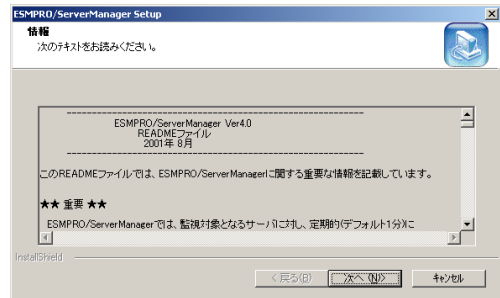 ESMPRO/ServerManager Setup
情報
次のテキストをお読みください。
ESMPRO/ServerManager Ver4.0
READMEファイル
2001年 8月
このREADMEファイルでは、ESMPRO/ServerManagerに関する重要な情報を記載しています。
★★ 重要 ★★
ESMPRO/ServerManagerでは、監視対象となるサーバに対し、定期的(デフォルト1分)に
InstallShield
< 戻る(B)
次へ (N)>
キャンセル